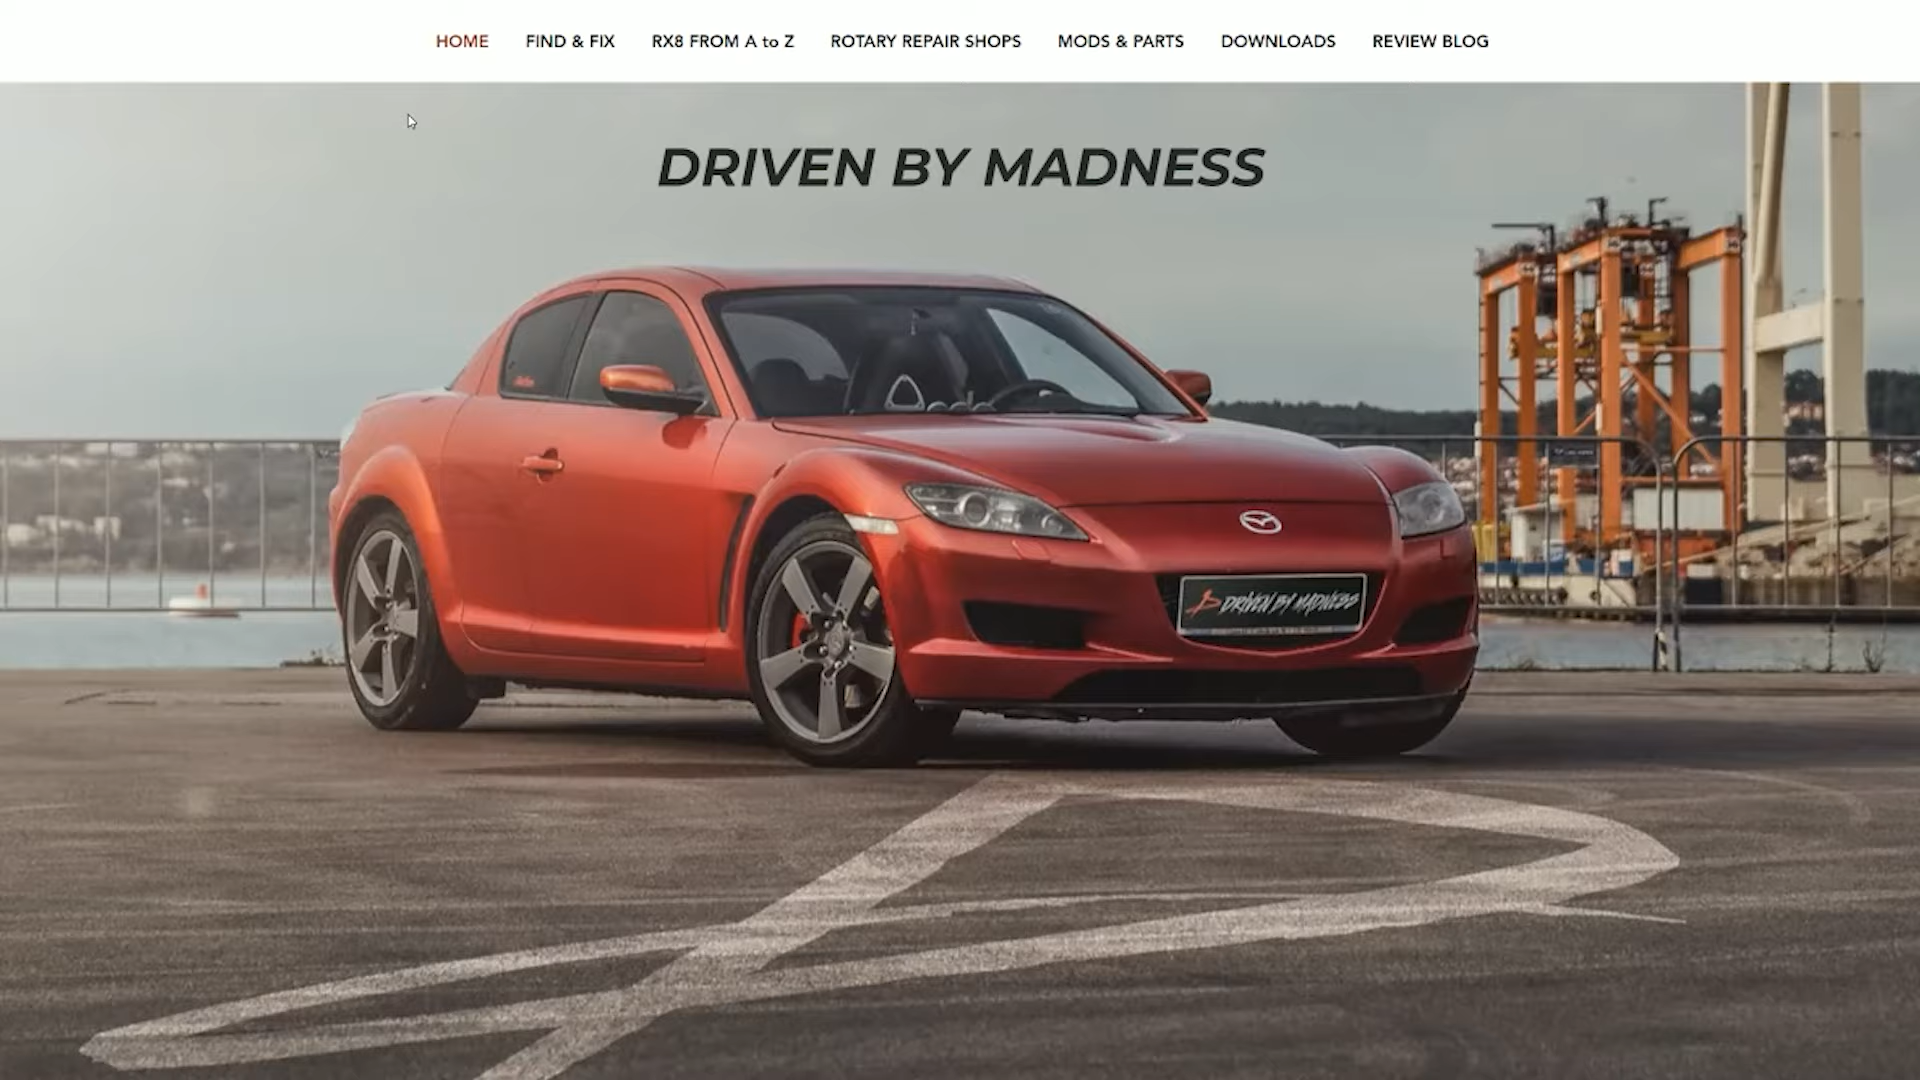 HOME FIND & FIX RX8 FROM A to Z ROTARY REPAIR SHOPS MODS & PARTS DOWNLOADS REVIEW BLOG
DRIVEN BY MADNESS
DRIVEN BY MADNESS